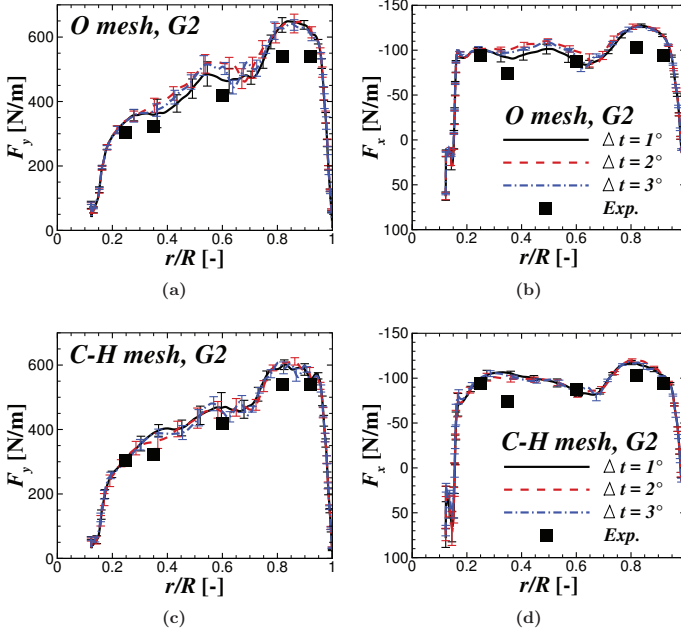 O mesh, G2
F_y [N/m]
600
400
200
0
0 0.2 0.4 0.6 0.8 1
r/R [-]
(a)
F_x [N/m]
-150
-100
-50
0
50
100
O mesh, G2
Δ t = 1°
Δ t = 2°
Δ t = 3°
Exp.
0 0.2 0.4 0.6 0.8
r/R [-]
(b)
C-H mesh, G2
F_y [N/m]
600
400
200
0
0 0.2 0.4 0.6 0.8 1
r/R [-]
(c)
F_x [N/m]
-150
-100
-50
0
50
100
C-H mesh, G2
Δ t = 1°
Δ t = 2°
Δ t = 3°
Exp.
0 0.2 0.4 0.6 0.8
r/R [-]
(d)